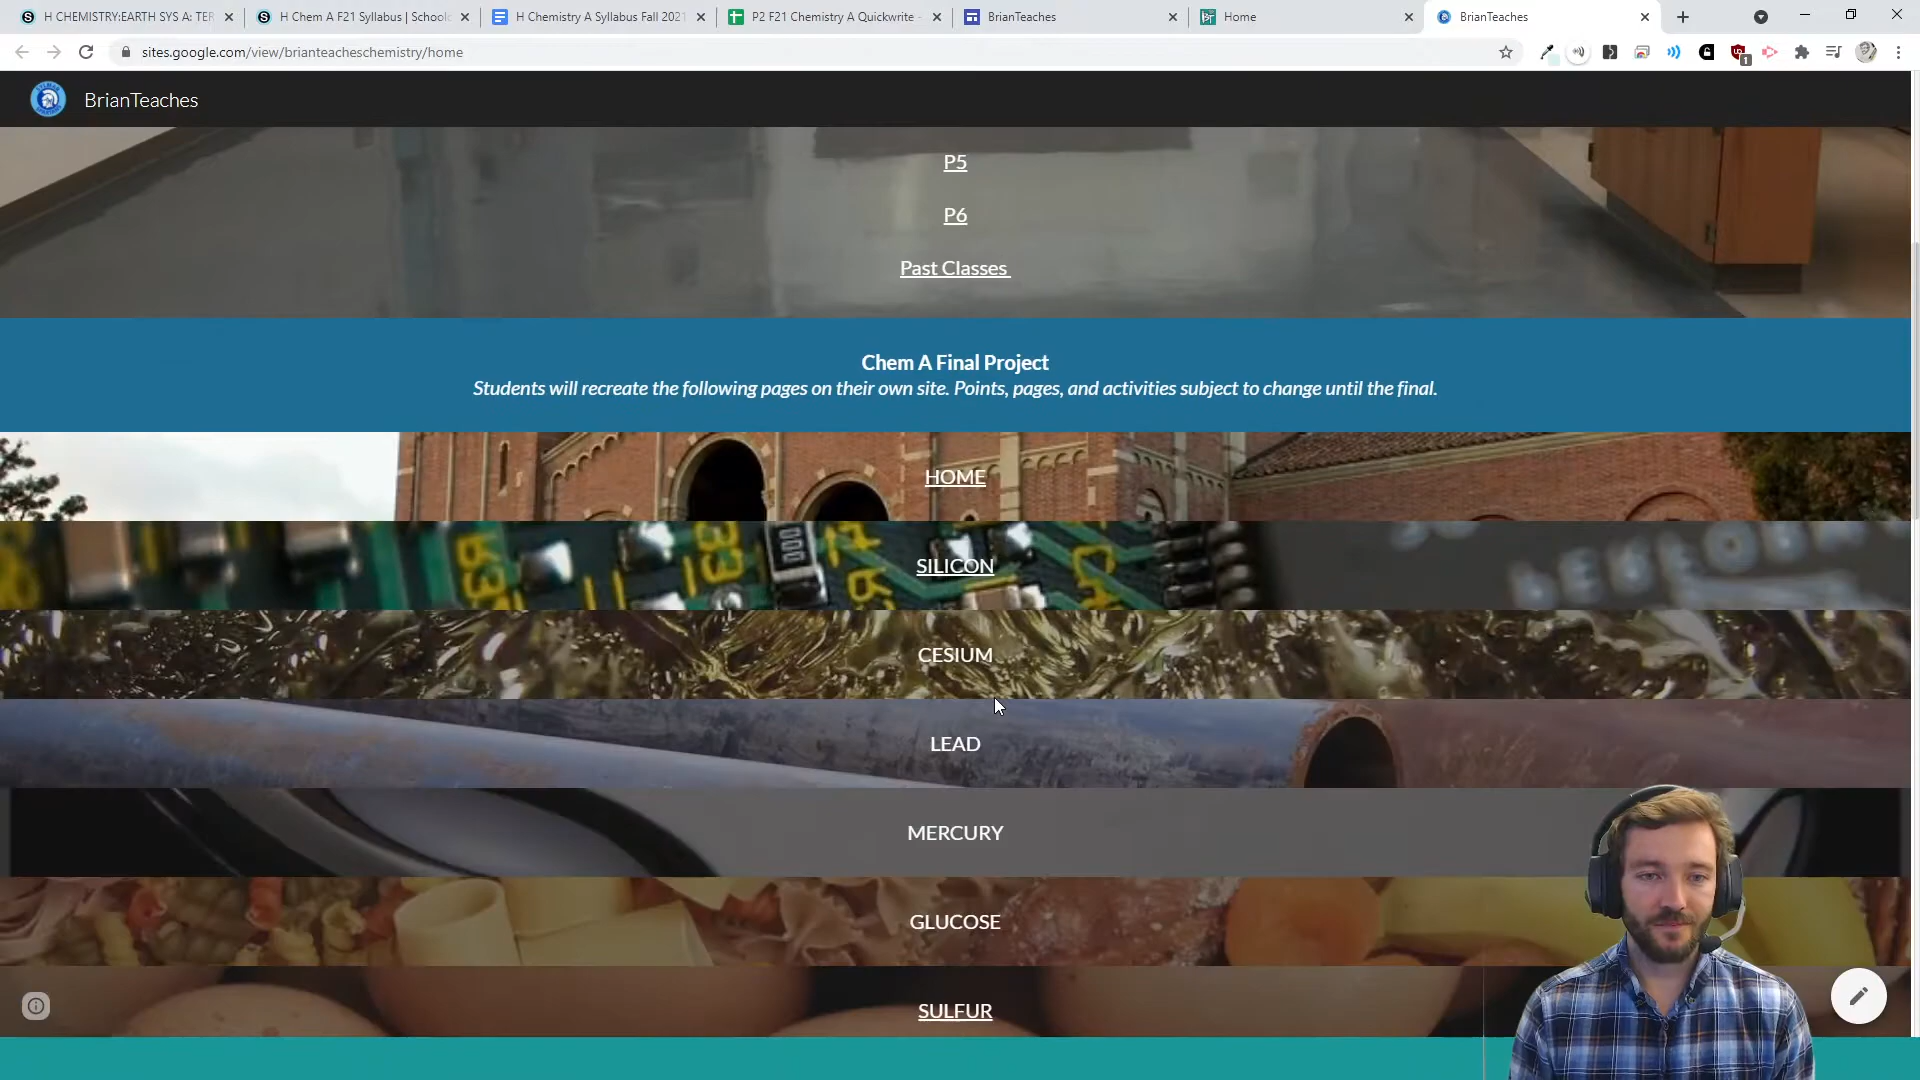 H CHEMISTRY:EARTH SYS A: TER
H Chem A F21 Syllabus | Schoolo
H Chemistry A Syllabus Fall 2021
P2 F21 Chemistry A Quickwrite -
BrianTeaches
Home
BrianTeaches
sites.google.com/view/brianteacheschemistry/home
1
BrianTeaches
P5
P6
Past Classes
Chem A Final Project
Students will recreate the following pages on their own site. Points, pages, and activities subject to change until the final.
HOME
SILICON
CESIUM
LEAD
MERCURY
GLUCOSE
SULFUR